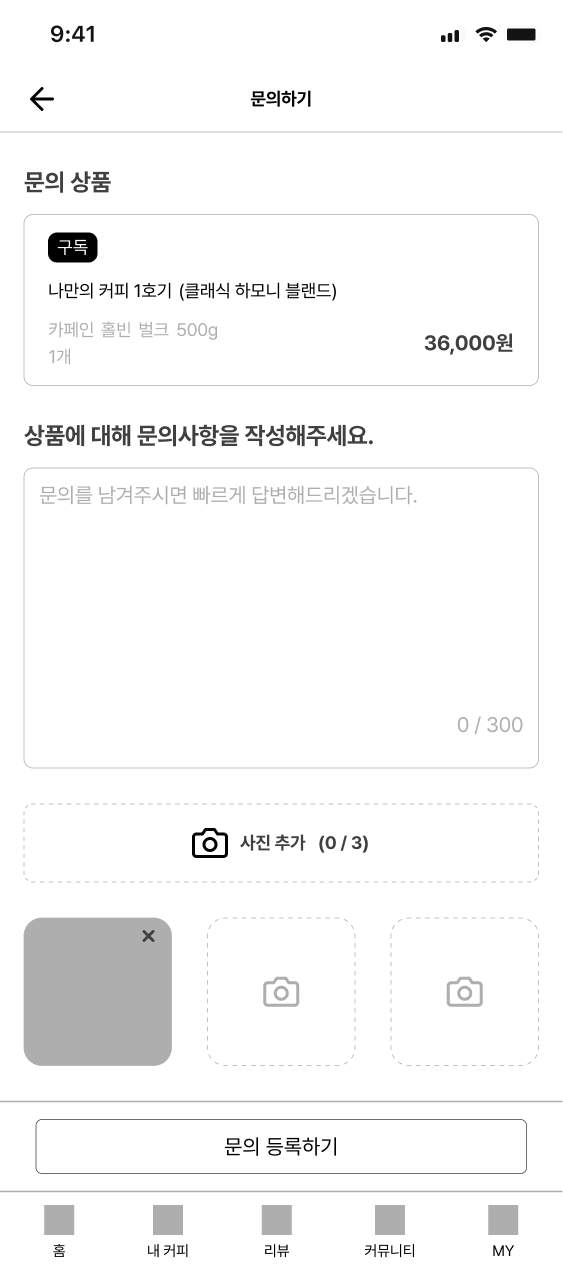 9:41
문의하기
문의 상품
구독
나만의 커피 1호기 (클래식 하모니 블랜드)
카페인 홀빈 벌크 500g
1개
36,000원
상품에 대해 문의사항을 작성해주세요.
문의를 남겨주시면 빠르게 답변해드리겠습니다.
0 / 300
사진 추가 (0 / 3)
문의 등록하기
홈
내 커피
리뷰
커뮤니티
MY